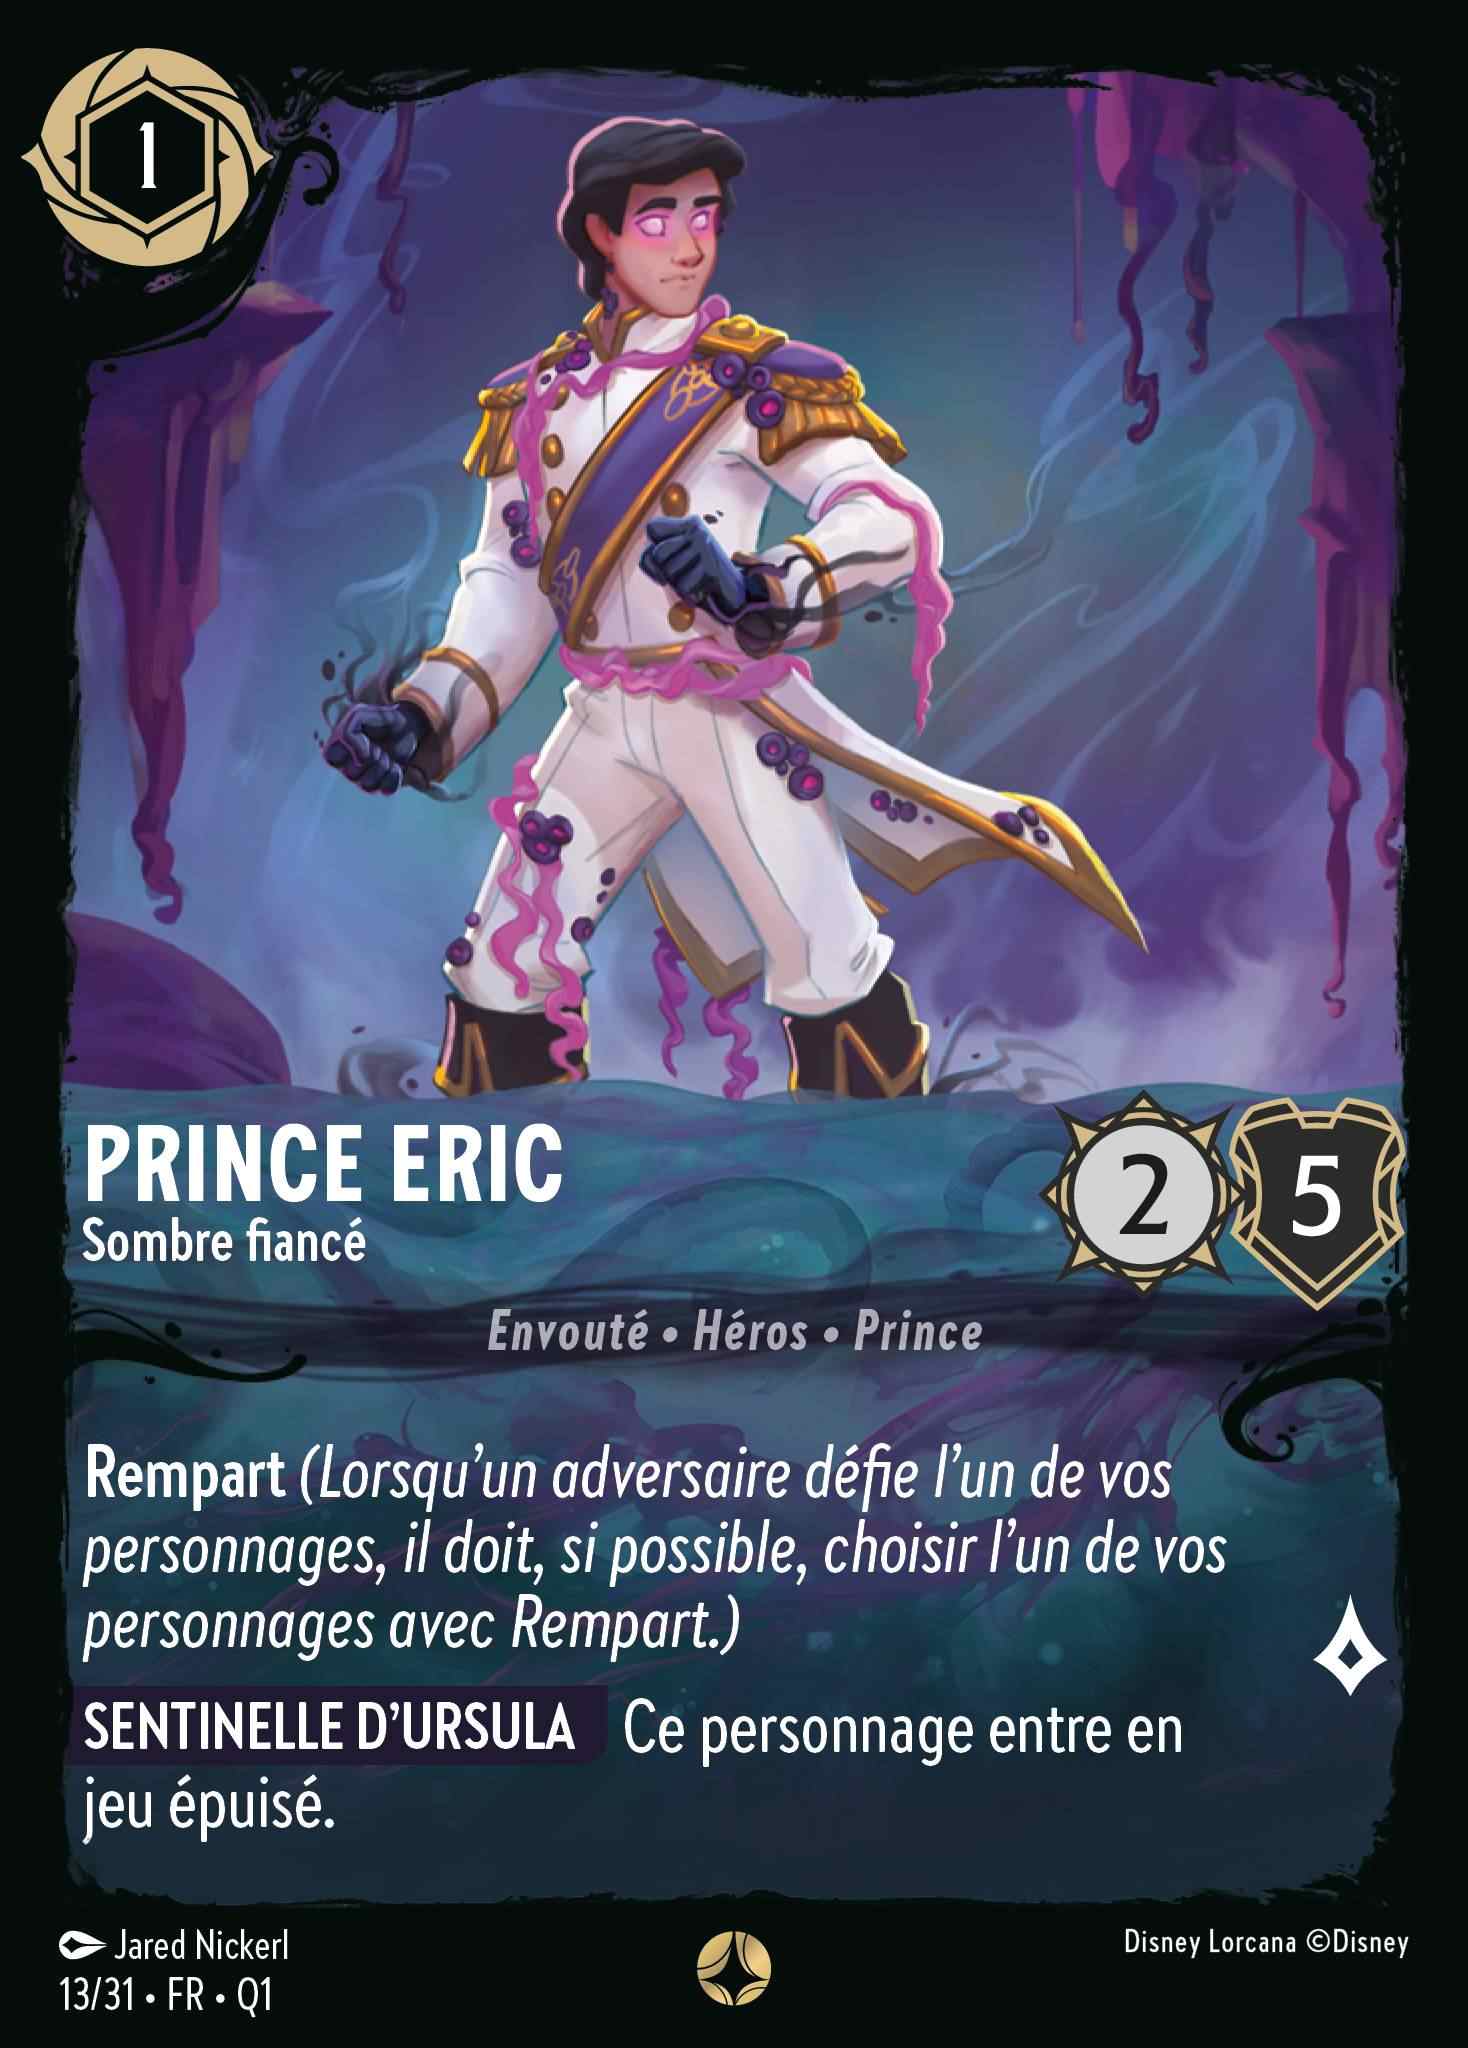 1
PRINCE ERIC
Sombre fiancé
2
5
Envouté • Héros • Prince
Rempart (Lorsqu’un adversaire défie l’un de vos
personnages, il doit, si possible, choisir l’un de vos
personnages avec Rempart.)
SENTINELLE D’URSULA Ce personnage entre en
jeu épuisé.
Jared Nickerl
13/31 • FR • Q1
Disney Lorcana ©Disney